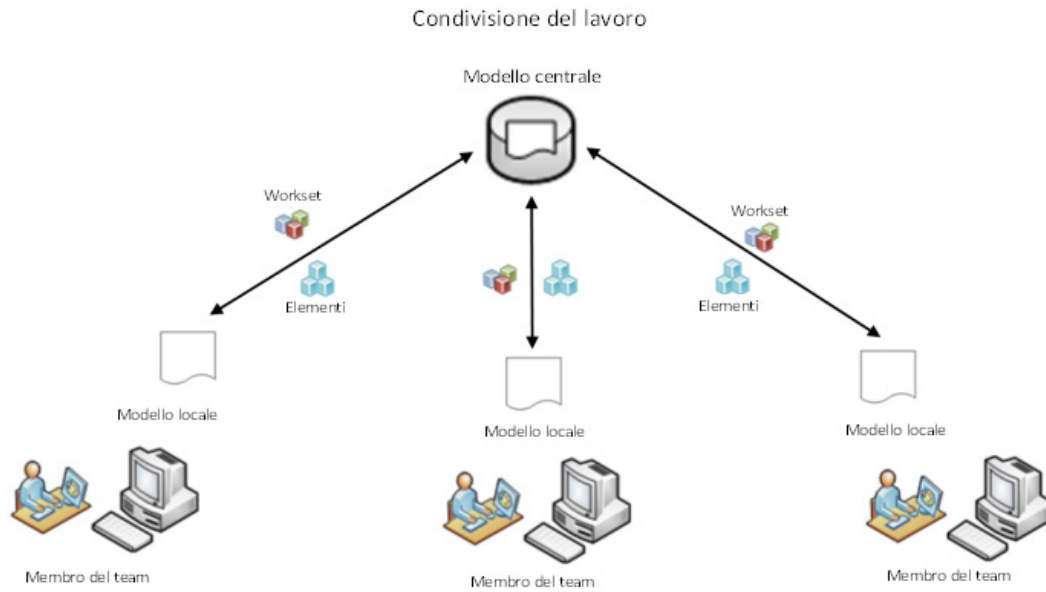 Condivisione del lavoro
Modello centrale
Workset
Workset
Elementi
Elementi
Modello locale
Modello locale
Modello locale
Membro del team
Membro del team
Membro del team